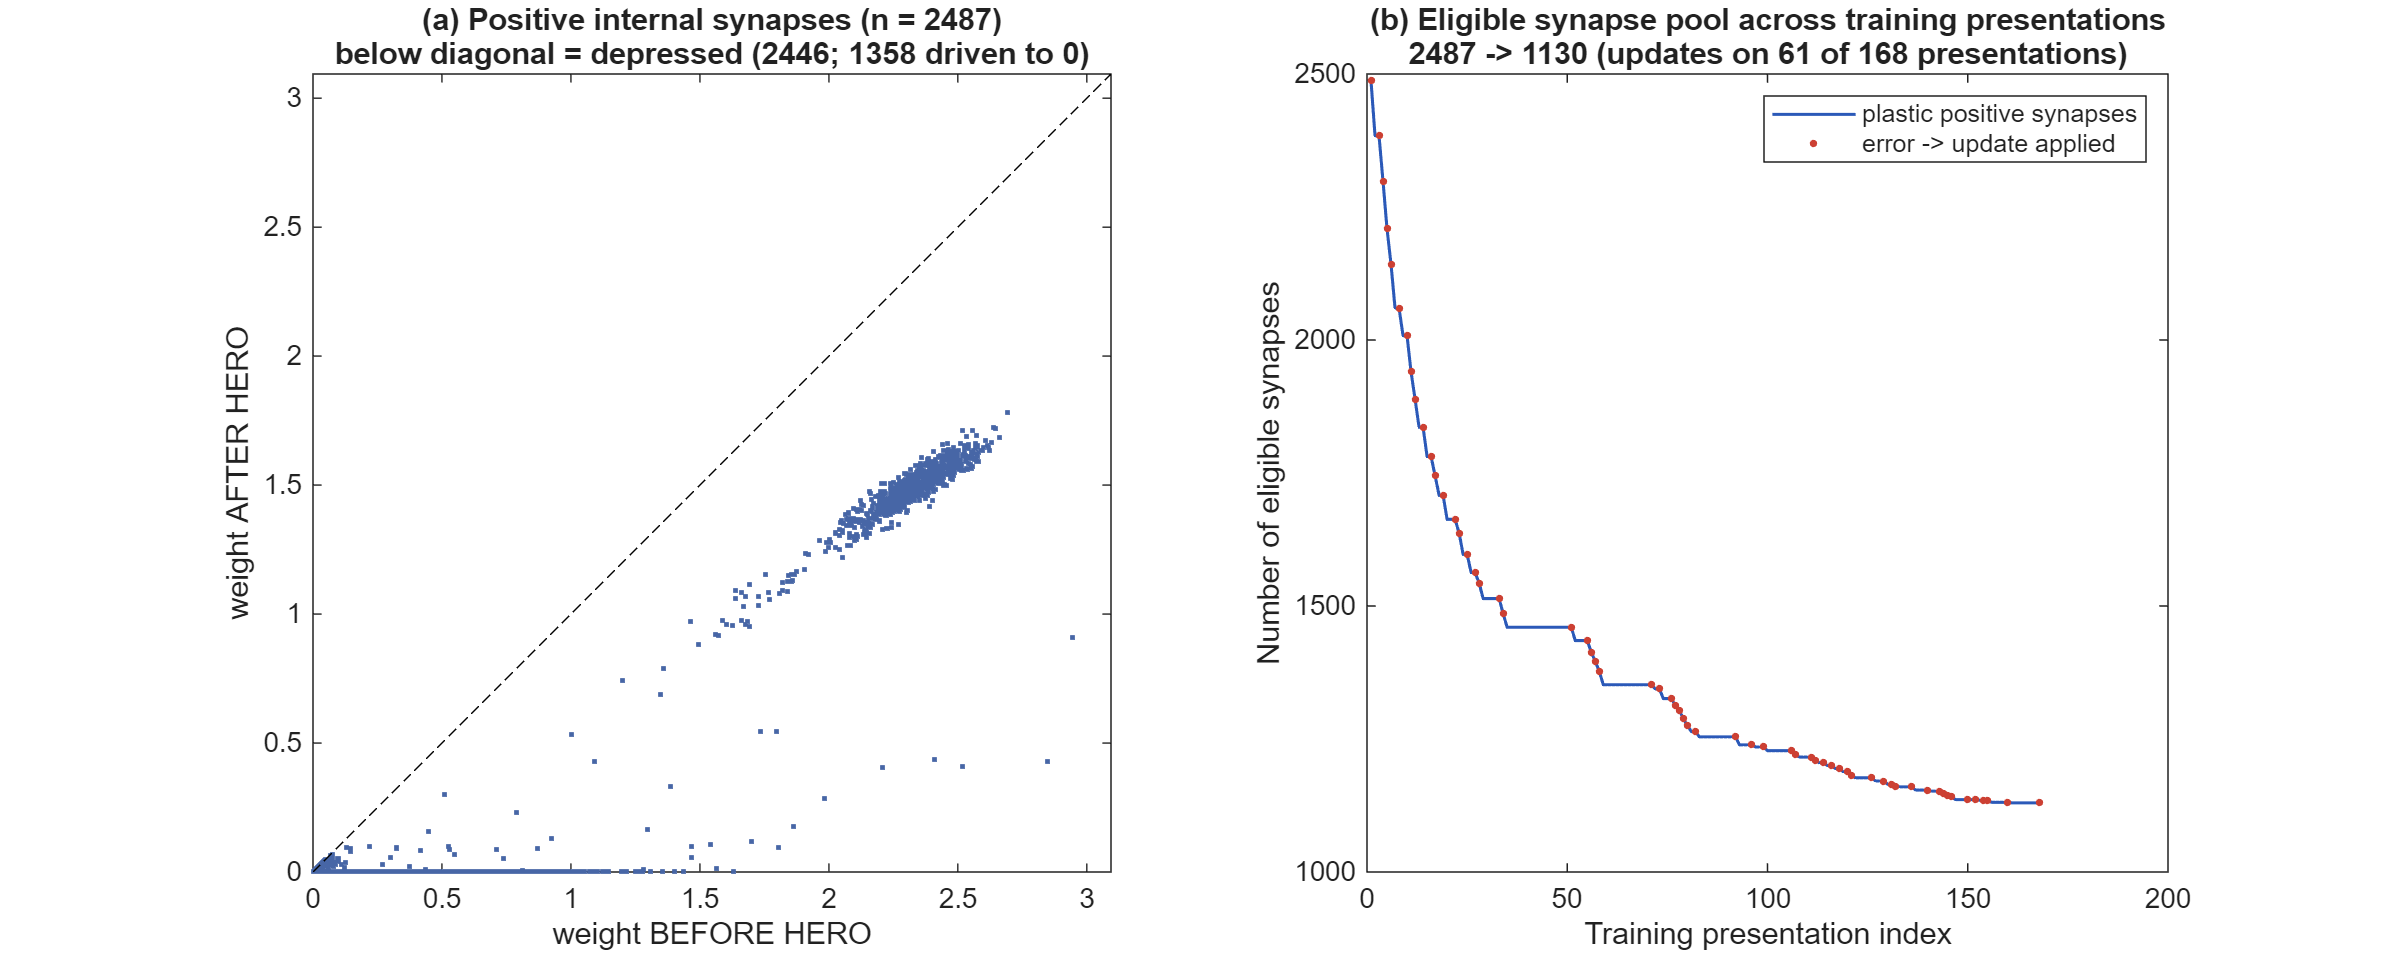 (a) Positive internal synapses (n = 2487)
below diagonal = depressed (2446; 1358 driven to 0)
3
2.5
2
1.5
1
0.5
0
weight AFTER HERO
0 0.5 1 1.5 2 2.5 3
weight BEFORE HERO
(b) Eligible synapse pool across training presentations
2487 -> 1130 (updates on 61 of 168 presentations)
plastic positive synapses
error -> update applied
2500
2000
1500
1000
Number of eligible synapses
0 50 100 150 200
Training presentation index